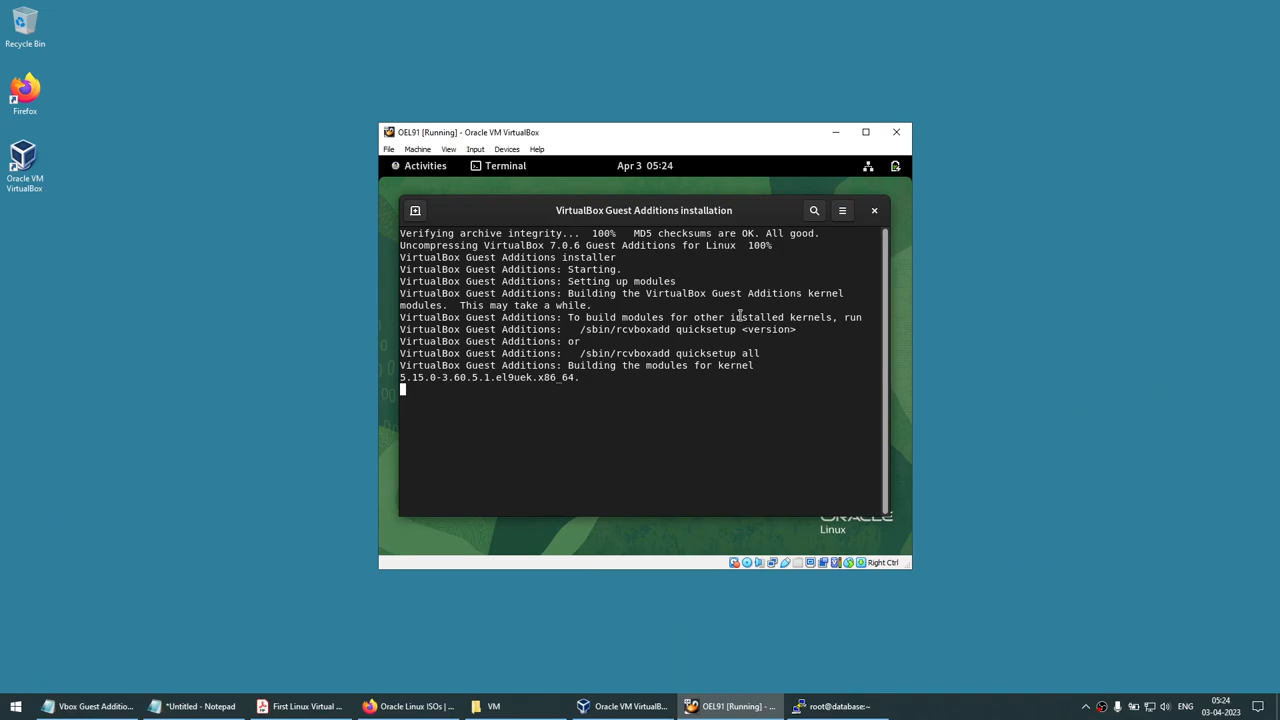 Recycle Bin
Firefox
Oracle VM
VirtualBox
OEL91 [Running] - Oracle VM VirtualBox
File Machine View Input Devices Help
Activities Terminal Apr 3 05:24
VirtualBox Guest Additions installation
Verifying archive integrity... 100% MD5 checksums are OK. All good.
Uncompressing VirtualBox 7.0.6 Guest Additions for Linux 100%
VirtualBox Guest Additions installer
VirtualBox Guest Additions: Starting.
VirtualBox Guest Additions: Setting up modules
VirtualBox Guest Additions: Building the VirtualBox Guest Additions kernel
modules. This may take a while.
VirtualBox Guest Additions: To build modules for other installed kernels, run
VirtualBox Guest Additions: /sbin/rcvboxadd quicksetup <version>
VirtualBox Guest Additions: or
VirtualBox Guest Additions: /sbin/rcvboxadd quicksetup all
VirtualBox Guest Additions: Building the modules for kernel
5.15.0-3.60.5.1.el9uek.x86_64.
ORACLE
Linux
Right Ctrl
Vbox Guest Additio... *Untitled - Notepad First Linux Virtual ... Oracle Linux ISOs | ... VM Oracle VM VirtualB... OEL91 [Running] - ... root@database:~ ENG
05:24
03-04-2023